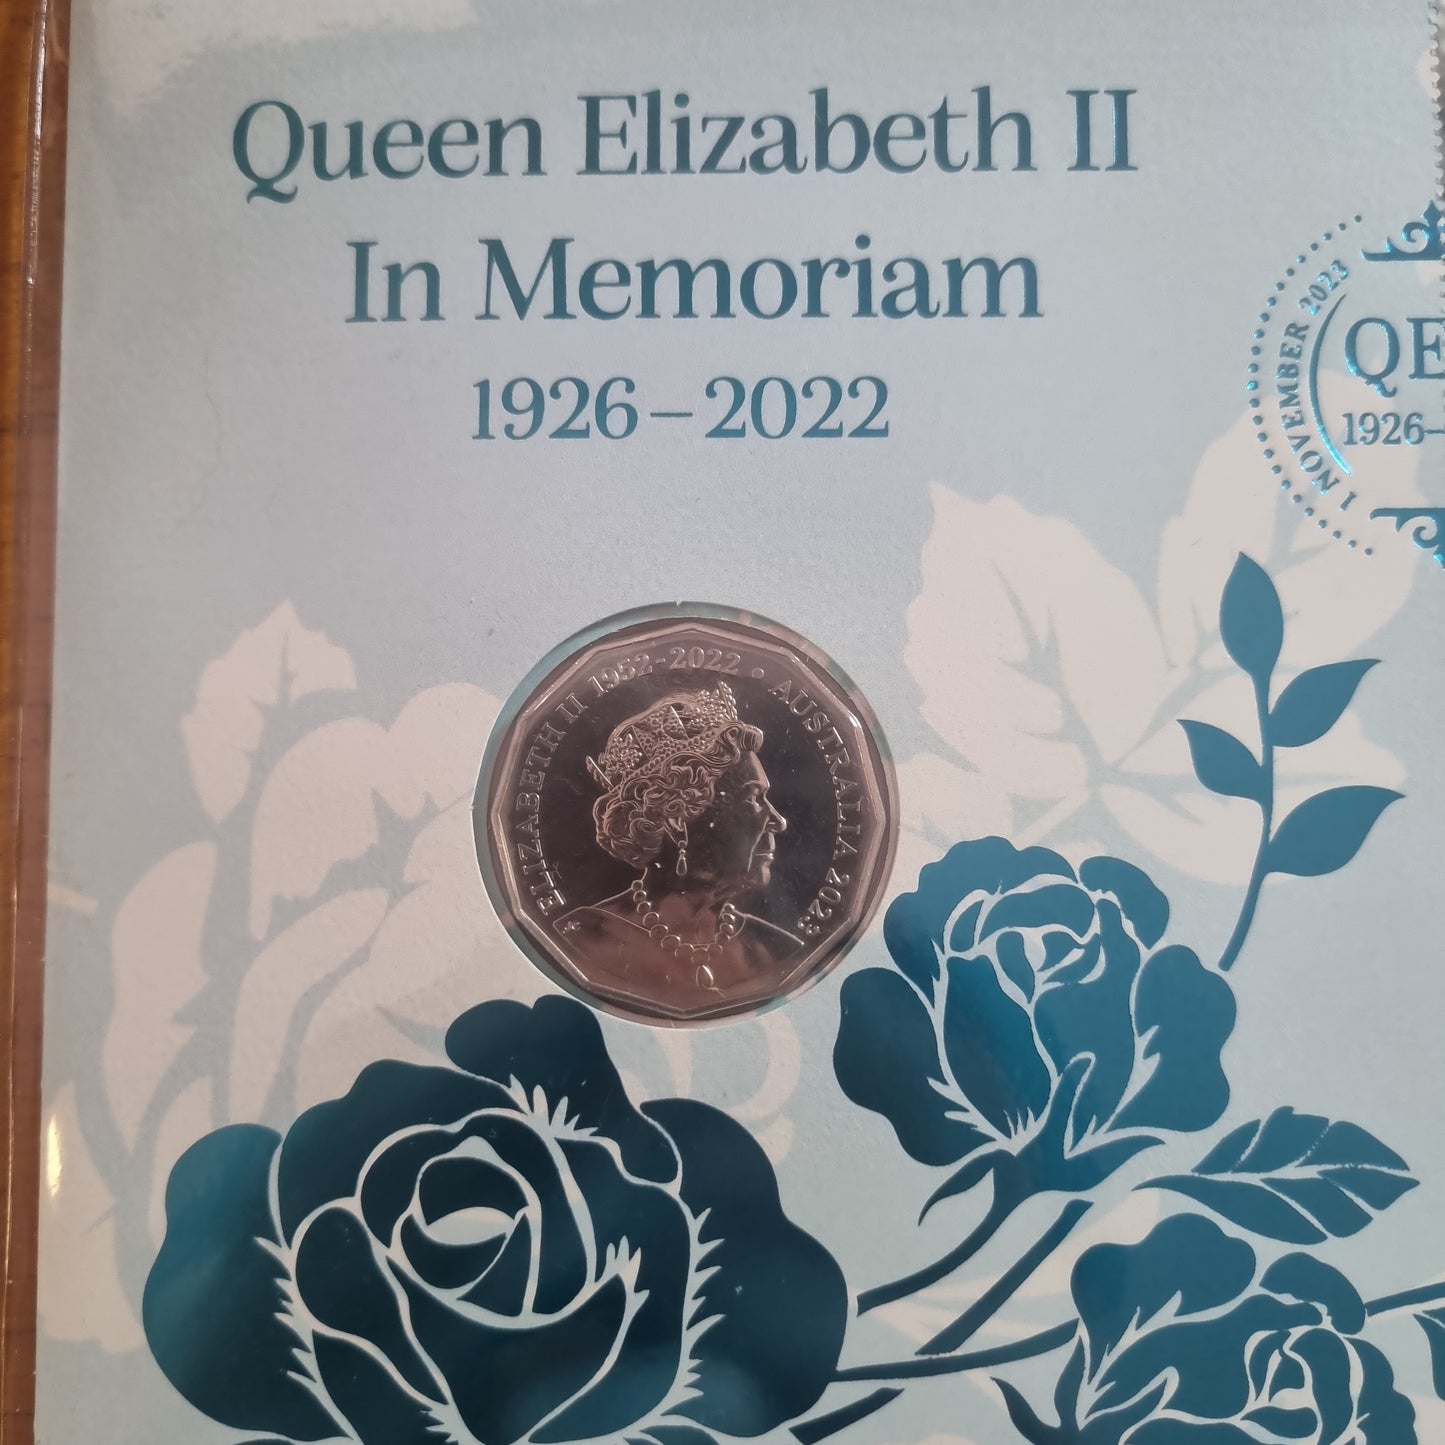 Queen Elizabeth II
In Memoriam
1926–2022
1 NOVEMBER 2023
QE
1926–
ELIZABETH II 1952-2022 • AUSTRALIA 2023
Q